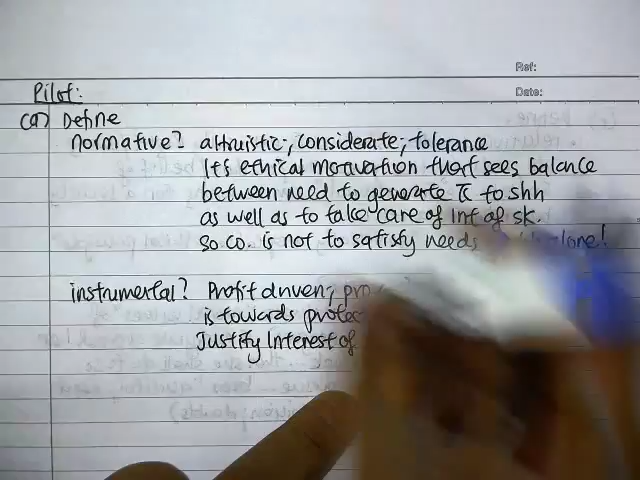 Ref:
Date:
Pilot:
(a) Define
normative? altruistic, considerate, tolerance
It's ethical motivation that sees balance
between need to generate π to shh
as well as to take care of int of sk.
so co. is not to satisfy needs alone!
instrumental? Profit driven,
is towards
Justify Interest of